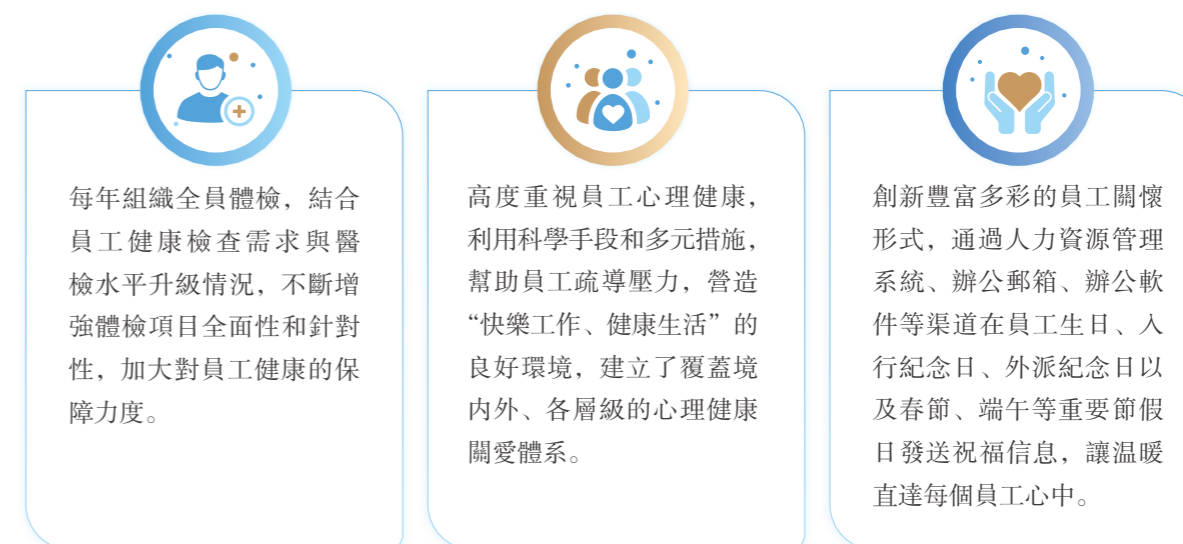 每年組織全員體檢，結合
員工健康檢查需求與醫
檢水平升級情況，不斷增
強體檢項目全面性和針對
性，加大對員工健康的保
障力度。
高度重視員工心理健康，
利用科學手段和多元措施，
幫助員工疏導壓力，營造
“快樂工作、健康生活”的
良好環境，建立了覆蓋境
內外、各層級的心理健康
關愛體系。
創新豐富多彩的員工關懷
形式，通過人力資源管理
系統、辦公郵箱、辦公軟
件等渠道在員工生日、入
行紀念日、外派紀念日以
及春節、端午等重要節假
日發送祝福信息，讓温暖
直達每個員工心中。